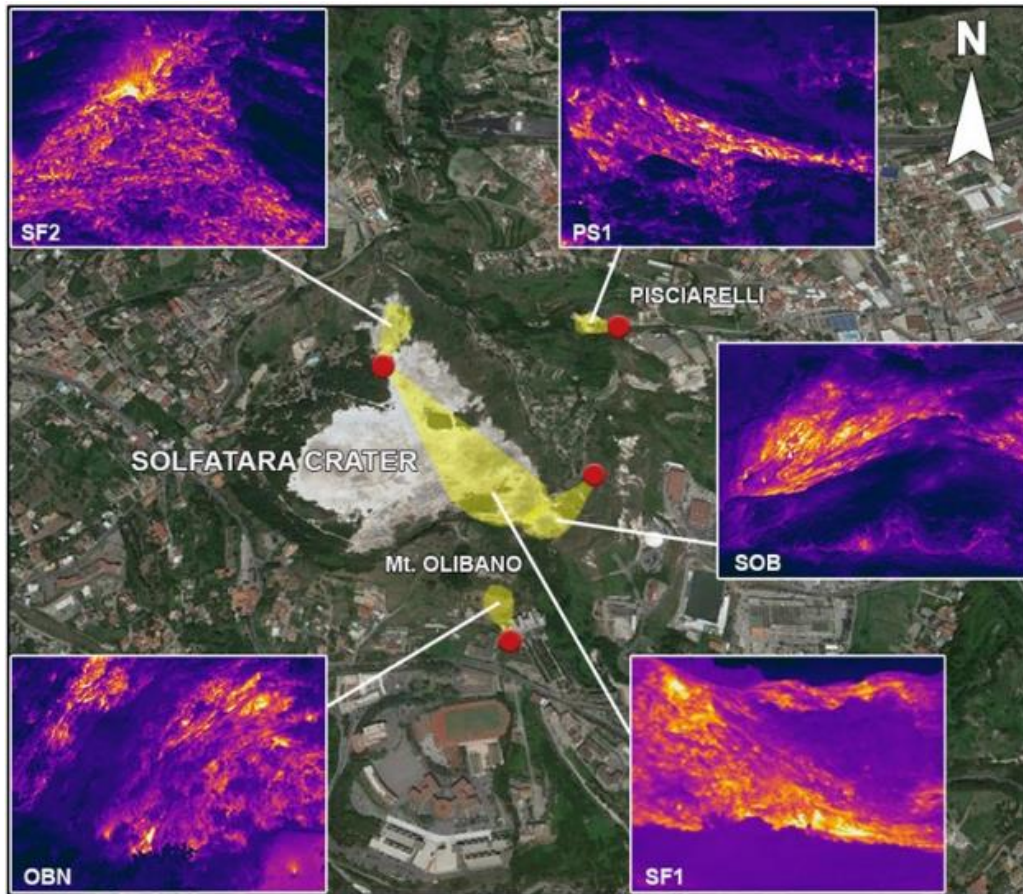 N
SF2
PS1
PISCIARELLI
SOLFATARA CRATER
SOB
Mt. OLIBANO
OBN
SF1